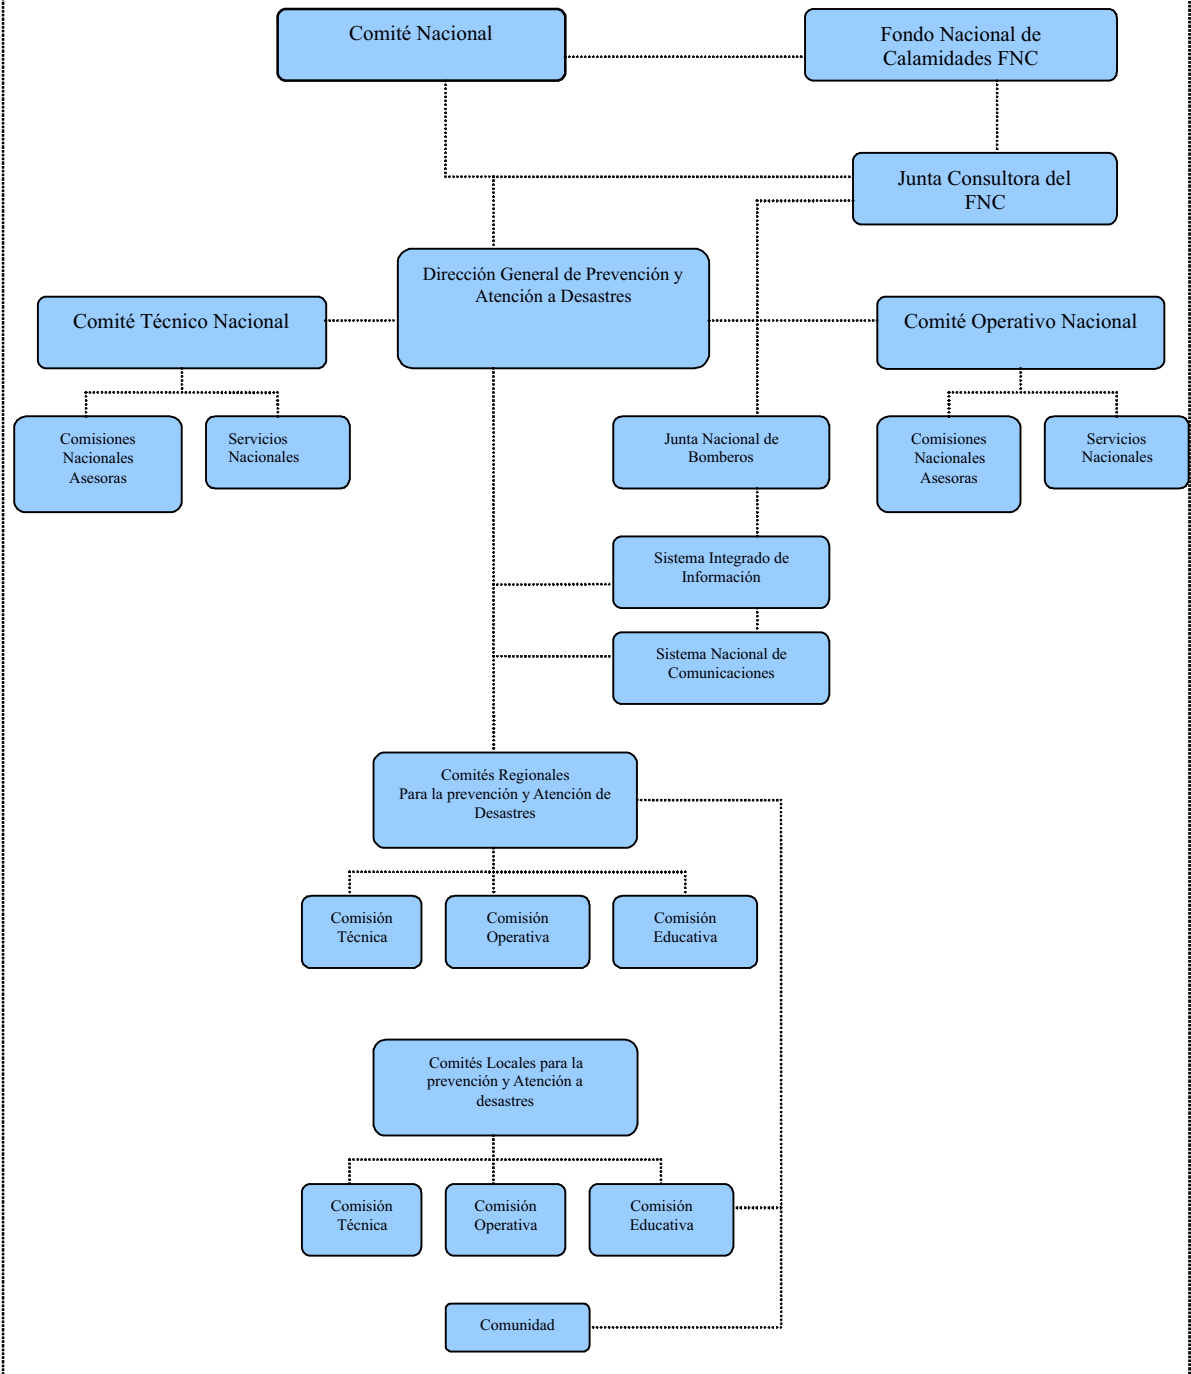 Comité Nacional
Fondo Nacional de
Calamidades FNC
Junta Consultora del
FNC
Dirección General de Prevención y
Atención a Desastres
Comité Técnico Nacional
Comité Operativo Nacional
Comisiones
Nacionales
Asesoras
Servicios
Nacionales
Junta Nacional de
Bomberos
Comisiones
Nacionales
Asesoras
Servicios
Nacionales
Sistema Integrado de
Información
Sistema Nacional de
Comunicaciones
Comités Regionales
Para la prevención y Atención de
Desastres
Comisión
Técnica
Comisión
Operativa
Comisión
Educativa
Comités Locales para la
prevención y Atención a
desastres
Comisión
Técnica
Comisión
Operativa
Comisión
Educativa
Comunidad